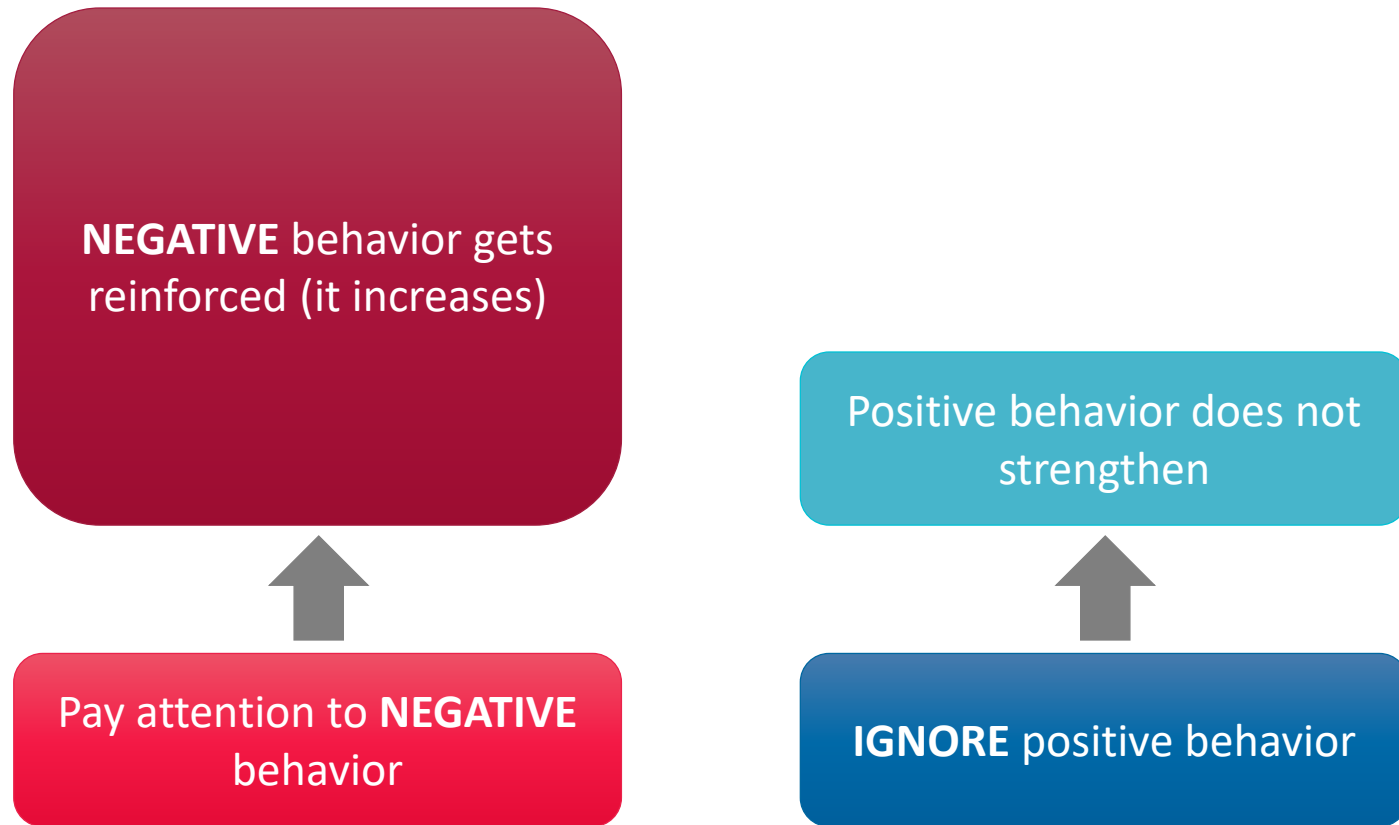 NEGATIVE behavior gets
reinforced (it increases)
Positive behavior does not
strengthen
Pay attention to NEGATIVE
behavior
IGNORE positive behavior